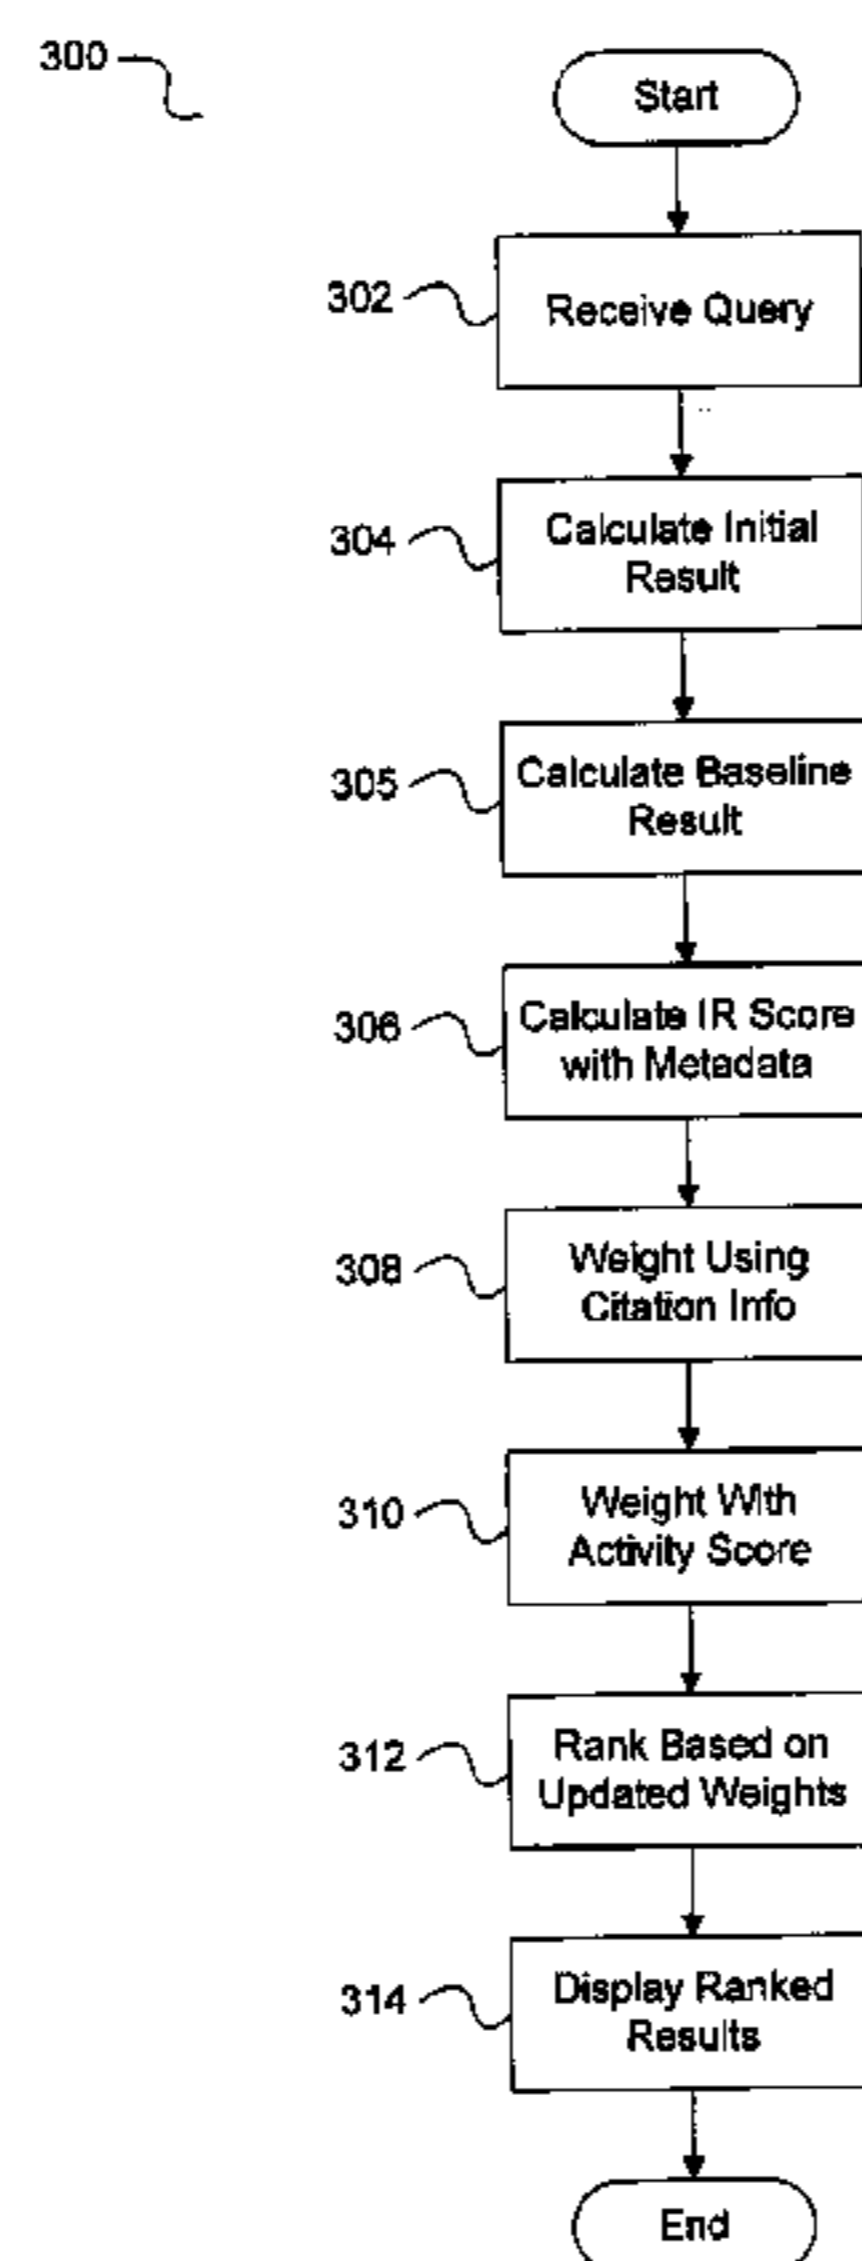 300
Start
302
Receive Query
304
Calculate Initial
Result
305
Calculate Baseline
Result
306
Calculate IR Score
with Metadata
308
Weight Using
Citation Info
310
Weight With
Activity Score
312
Rank Based on
Updated Weights
314
Display Ranked
Results
End